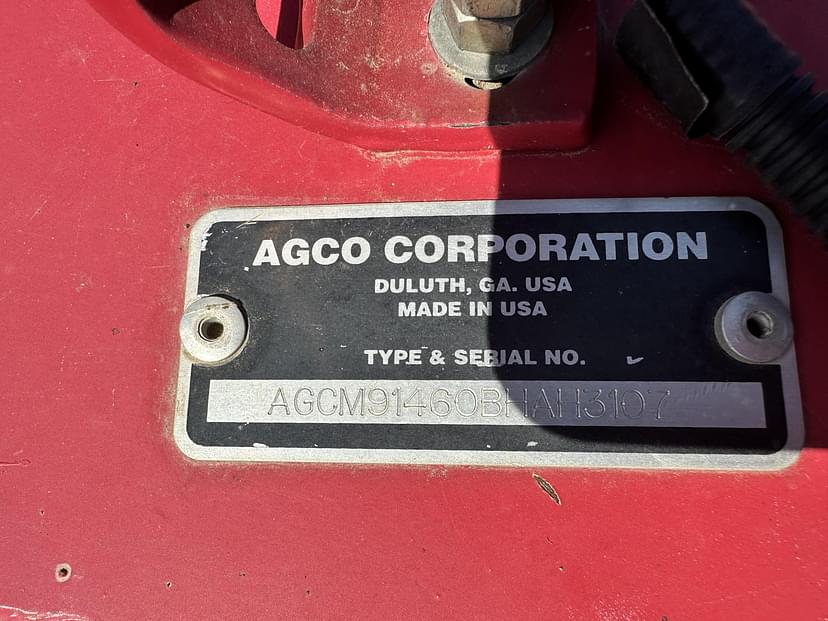 AGCO CORPORATION
DULUTH, GA. USA
MADE IN USA
TYPE & SERIAL NO.
AGCM91460BHAH3107